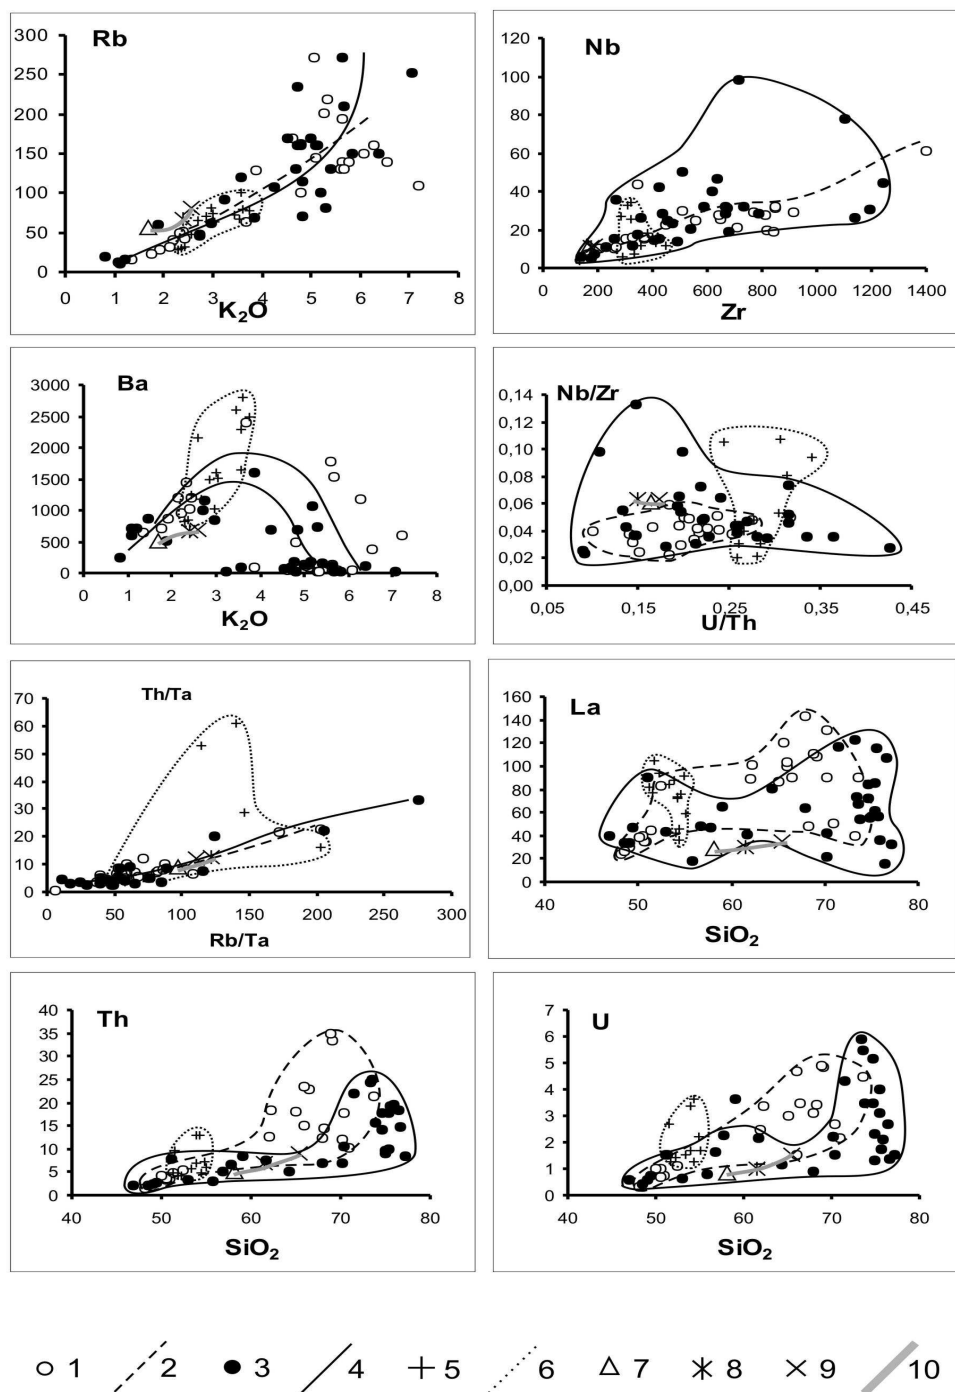 Rb
300
250
200
150
100
50
0
0 1 2 3 4 5 6 7 8
K₂O
Nb
120
100
80
60
40
20
0
0 200 400 600 800 1000 1200 1400
Zr
Ba
3000
2500
2000
1500
1000
500
0
0 1 2 3 4 5 6 7 8
K₂O
Nb/Zr
0,14
0,12
0,10
0,08
0,06
0,04
0,02
0,00
0,05 0,15 0,25 0,35 0,45
U/Th
Th/Ta
70
60
50
40
30
20
10
0
0 50 100 150 200 250 300
Rb/Ta
La
160
140
120
100
80
60
40
20
0
40 50 60 70 80
SiO₂
Th
40
35
30
25
20
15
10
5
0
40 50 60 70 80
SiO₂
U
7
6
5
4
3
2
1
0
40 50 60 70 80
SiO₂
1 2 3 4 5 6 7 8 9 10